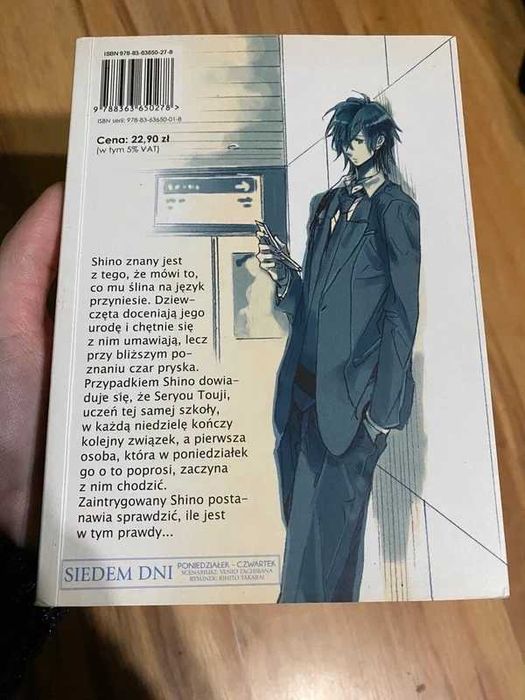 ISBN 978-83-63650-27-8
9 788363 650278 >
ISBN serii: 978-83-63650-01-8
Cena: 22,90 zł
(w tym 5% VAT)
Shino znany jest
z tego, że mówi to,
co mu ślina na język
przyniesie. Dziew-
częta doceniają jego
urodę i chętnie się
z nim umawiają, lecz
przy bliższym po-
znaniu czar pryska.
Przypadkiem Shino dowia-
duje się, że Seryou Touji,
uczeń tej samej szkoły,
w każdą niedzielę kończy
kolejny związek, a pierwsza
osoba, która w poniedziałek
go o to poprosi, zaczyna
z nim chodzić.
Zaintrygowany Shino posta-
nawia sprawdzić, ile jest
w tym prawdy...
SIEDEM DNI
PONIEDZIAŁEK - CZWARTEK
SCENARIUSZ: VENIO TACHIBANA
RYSUNEK: RIHITO TAKARAI